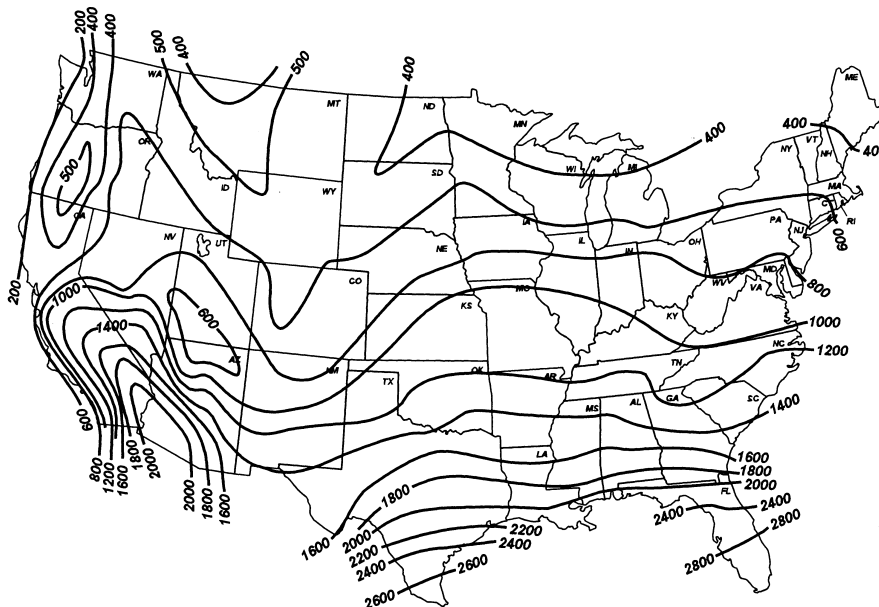 200
400
400
500
400
500
400
WA
MT
ND
MN
ME
400
VT
NY
NH
400
400
OR
500
ID
WY
SD
WI
MI
MI
MA
C
RI
CA
NV
UT
NE
IA
IL
IN
OH
PA
NJ
600
200
CO
KS
MO
WV
VA
MD
800
1000
1400
600
AZ
NM
TX
OK
AR
KY
TN
NC
1000
1200
600
800
1200
1600
1800
2000
2000
1800
1600
MS
AL
GA
SC
1400
LA
1600
1800
2000
FL
1800
1600
2000
2200
2400
2600
2200
2400
2600
2400
2400
2800
2800